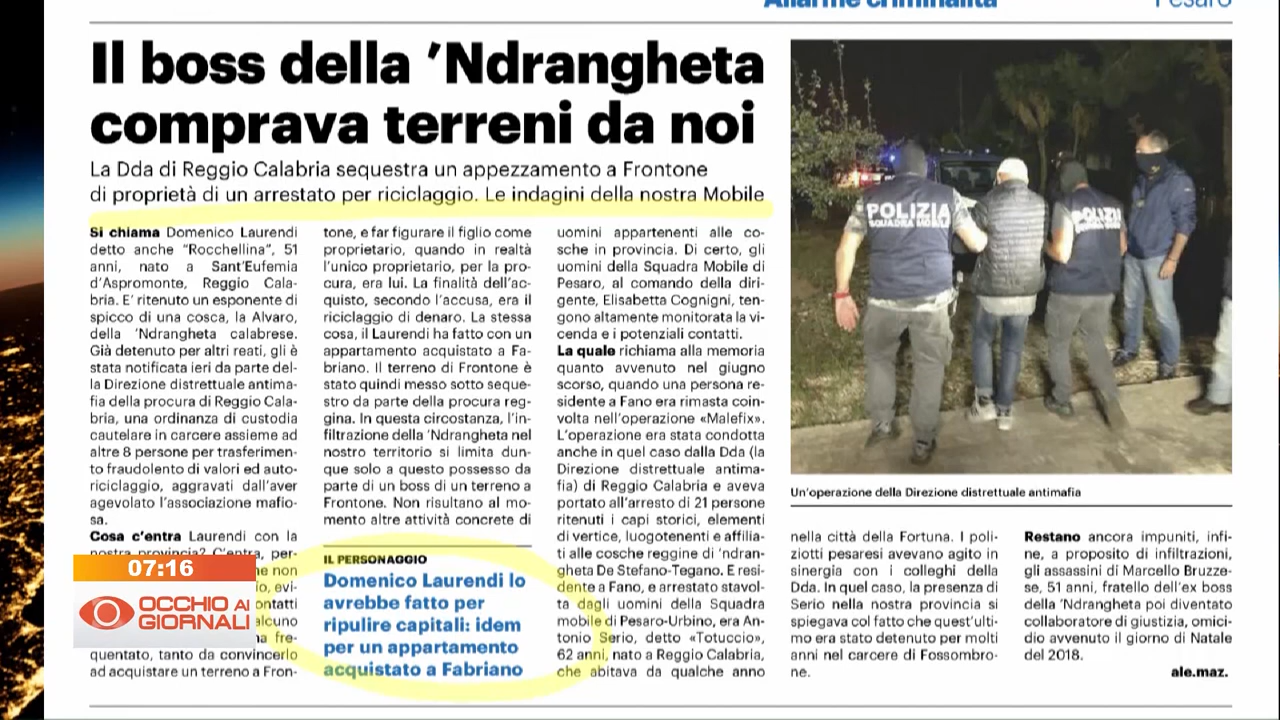 Allarme criminalità
Pesaro
Il boss della 'Ndrangheta
comprava terreni da noi
La Dda di Reggio Calabria sequestra un appezzamento a Frontone
di proprietà di un arrestato per riciclaggio. Le indagini della nostra Mobile
Si chiama Domenico Laurendi
detto anche “Rocchellina”, 51
anni, nato a Sant’Eufemia
d’Aspromonte, Reggio Cala-
bria. E’ ritenuto un esponente di
spicco di una cosca, la Alvaro,
della ’Ndrangheta calabrese.
Già detenuto per altri reati, gli è
stata notificata ieri da parte del-
la Direzione distrettuale antima-
fia della procura di Reggio Cala-
bria, una ordinanza di custodia
cautelare in carcere assieme ad
altre 8 persone per trasferimen-
to fraudolento di valori ed auto-
riciclaggio, aggravati dall’aver
agevolato l’associazione mafio-
sa.
Cosa c’entra Laurendi con la
nostra provincia? C’entra, per-
ne non
io, evi-
ontatti
alcuno
na fre-
quentato, tanto da convincerlo
ad acquistare un terreno a Fron-
tone, e far figurare il figlio come
proprietario, quando in realtà
l’unico proprietario, per la pro-
cura, era lui. La finalità dell’ac-
quisto, secondo l’accusa, era il
riciclaggio di denaro. La stessa
cosa, il Laurendi ha fatto con un
appartamento acquistato a Fa-
briano. Il terreno di Frontone è
stato quindi messo sotto seque-
stro da parte della procura reg-
gina. In questa circostanza, l’in-
filtrazione della ’Ndrangheta nel
nostro territorio si limita dun-
que solo a questo possesso da
parte di un boss di un terreno a
Frontone. Non risultano al mo-
mento altre attività concrete di
IL PERSONAGGIO
Domenico Laurendi lo
avrebbe fatto per
ripulire capitali: idem
per un appartamento
acquistato a Fabriano
uomini appartenenti alle co-
sche in provincia. Di certo, gli
uomini della Squadra Mobile di
Pesaro, al comando della diri-
gente, Elisabetta Cognigni, ten-
gono altamente monitorata la vi-
cenda e i potenziali contatti.
La quale richiama alla memoria
quanto avvenuto nel giugno
scorso, quando una persona re-
sidente a Fano era rimasta coin-
volta nell’operazione «Malefix».
L’operazione era stata condotta
anche in quel caso dalla Dda (la
Direzione distrettuale antima-
fia) di Reggio Calabria e aveva
portato all’arresto di 21 persone
ritenuti i capi storici, elementi
di vertice, luogotenenti e affilia-
ti alle cosche reggine di ’ndran-
gheta De Stefano-Tegano. E resi-
dente a Fano, e arrestato stavol-
ta dagli uomini della Squadra
mobile di Pesaro-Urbino, era An-
tonio Serio, detto «Totuccio»,
62 anni, nato a Reggio Calabria,
che abitava da qualche anno
POLIZIA
SQUADRA MOBILE
POLIZIA
SQUADRA MOBILE
Un’operazione della Direzione distrettuale antimafia
nella città della Fortuna. I poli-
ziotti pesaresi avevano agito in
sinergia con i colleghi della
Dda. In quel caso, la presenza di
Serio nella nostra provincia si
spiegava col fatto che quest’ulti-
mo era stato detenuto per molti
anni nel carcere di Fossombro-
ne.
Restano ancora impuniti, infi-
ne, a proposito di infiltrazioni,
gli assassini di Marcello Bruzze-
se, 51 anni, fratello dell’ex boss
della ’Ndrangheta poi diventato
collaboratore di giustizia, omici-
dio avvenuto il giorno di Natale
del 2018.
ale.maz.
07:16
OCCHIO AI
GIORNALI